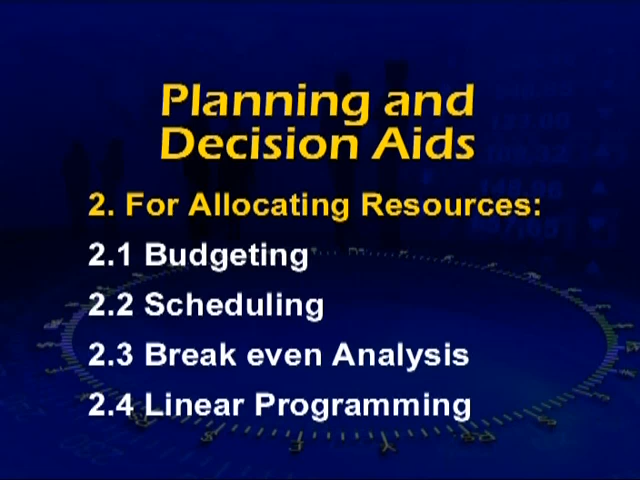 Planning and
Decision Aids
2. For Allocating Resources:
2.1 Budgeting
2.2 Scheduling
2.3 Break even Analysis
2.4 Linear Programming